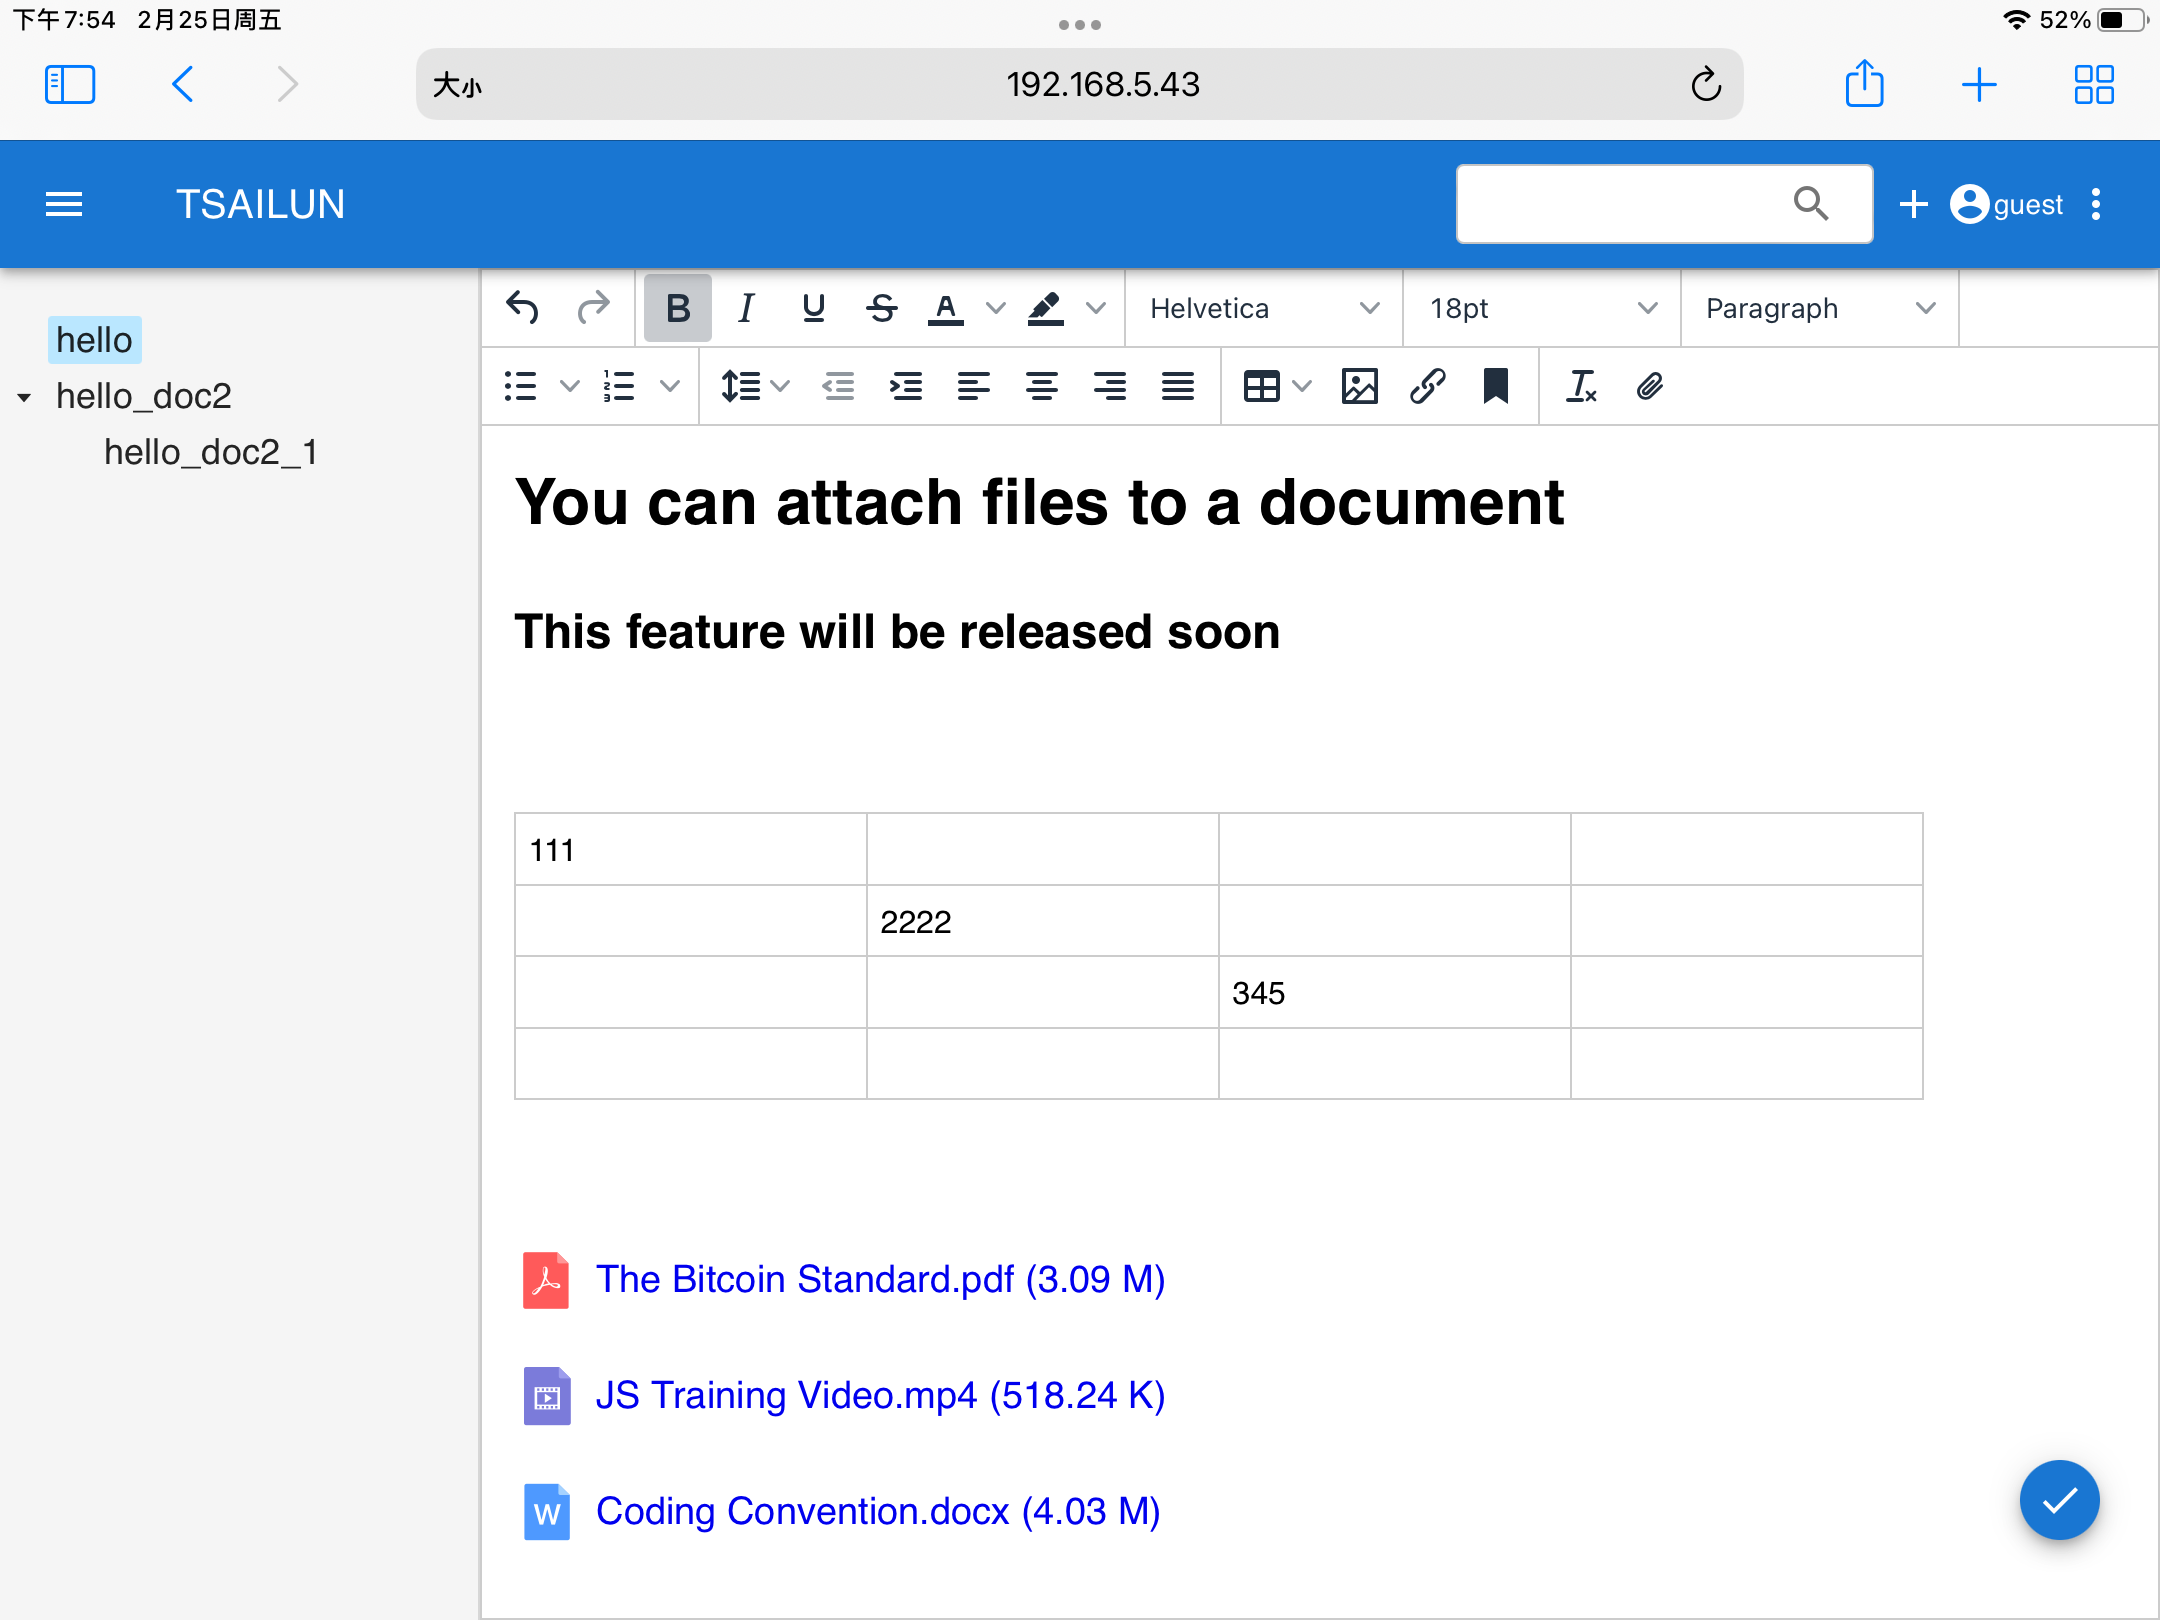 下午7:54 2月25日周五
52%
大小 192.168.5.43
TSAILUN
guest
hello
hello_doc2
hello_doc2_1
Helvetica 18pt Paragraph
You can attach files to a document
This feature will be released soon
111
2222
345
The Bitcoin Standard.pdf (3.09 M)
JS Training Video.mp4 (518.24 K)
Coding Convention.docx (4.03 M)